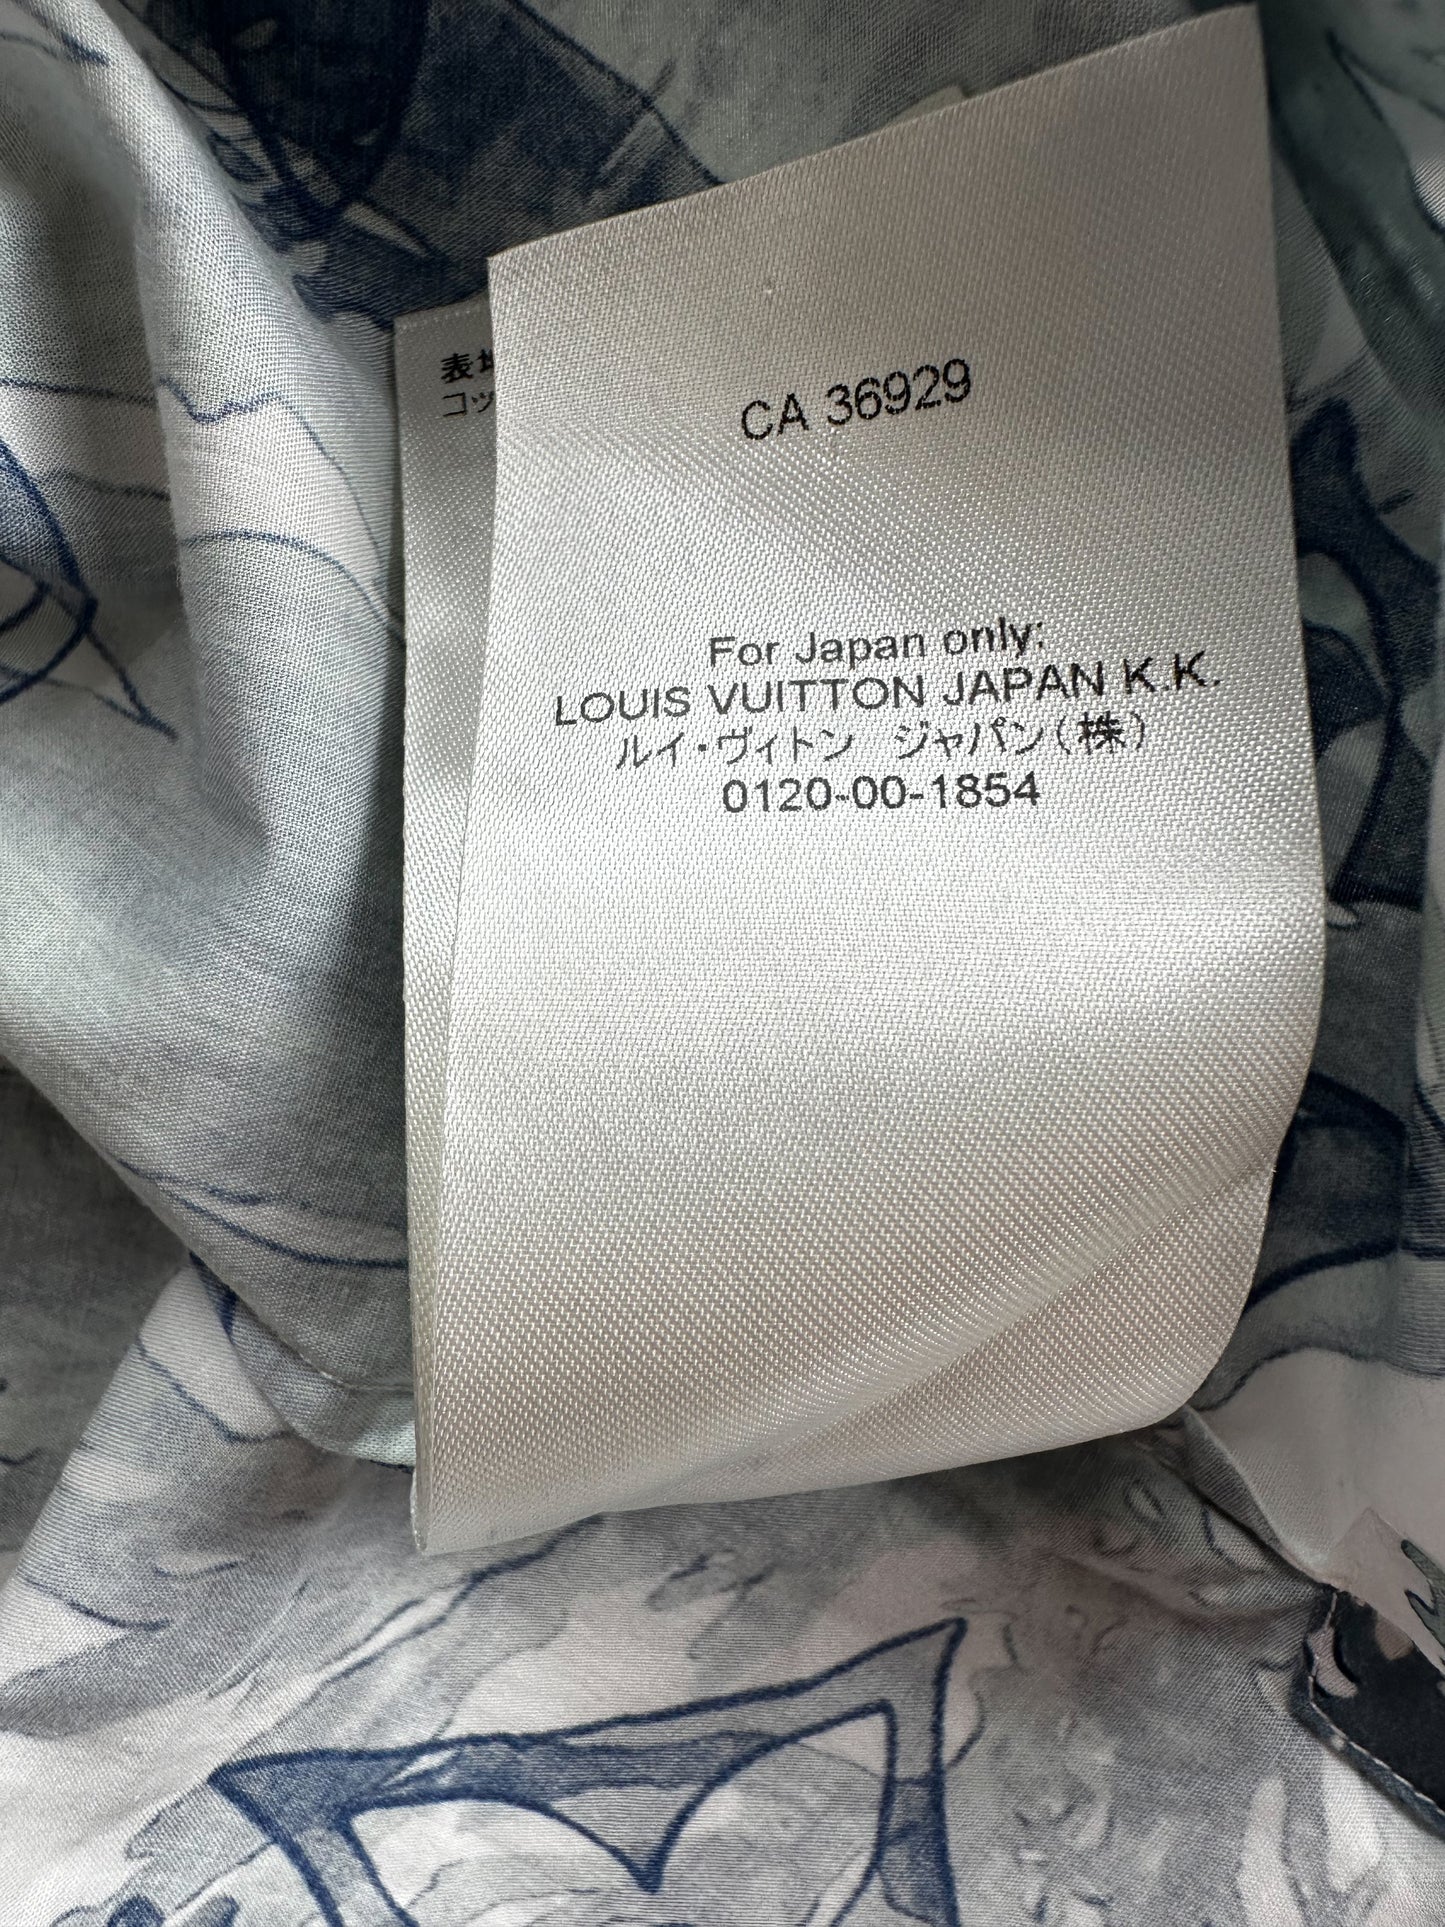 表地
コッ
CA 36929
For Japan only:
LOUIS VUITTON JAPAN K.K.
ルイ・ヴィトン ジャパン(株)
0120-00-1854